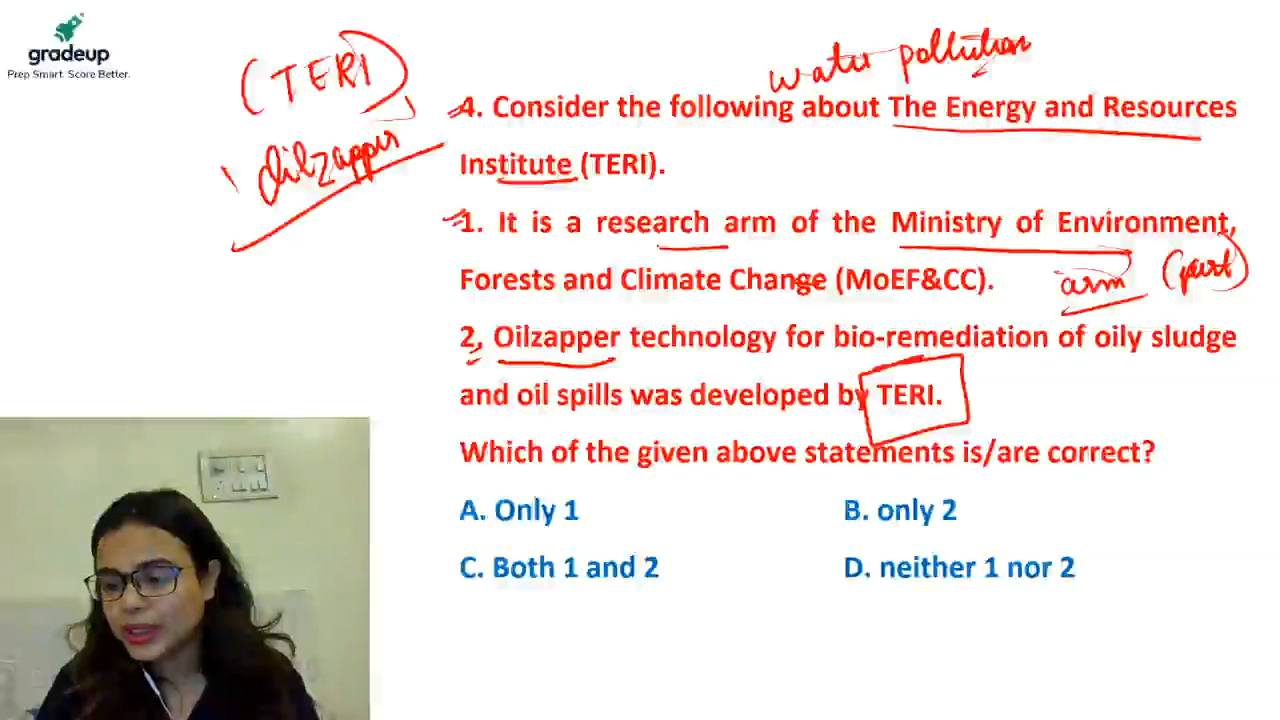 gradeup
Prep Smart. Score Better.
(TERI)
oilzapper
water pollution
4. Consider the following about The Energy and Resources
Institute (TERI).
1. It is a research arm of the Ministry of Environment,
Forests and Climate Change (MoEF&CC).
arm (part)
2, Oilzapper technology for bio-remediation of oily sludge
and oil spills was developed by TERI.
Which of the given above statements is/are correct?
A. Only 1
B. only 2
C. Both 1 and 2
D. neither 1 nor 2